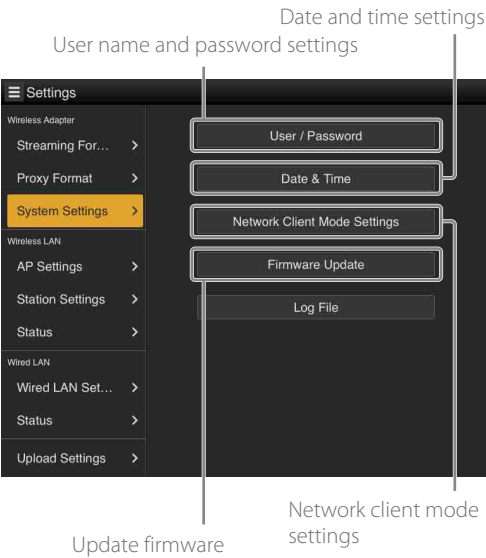 Date and time settings
User name and password settings
Settings
Wireless Adapter
Streaming For...
Proxy Format
System Settings
Wireless LAN
AP Settings
Station Settings
Status
Wired LAN
Wired LAN Set...
Status
Upload Settings
User / Password
Date & Time
Network Client Mode Settings
Firmware Update
Log File
Network client mode
settings
Update firmware